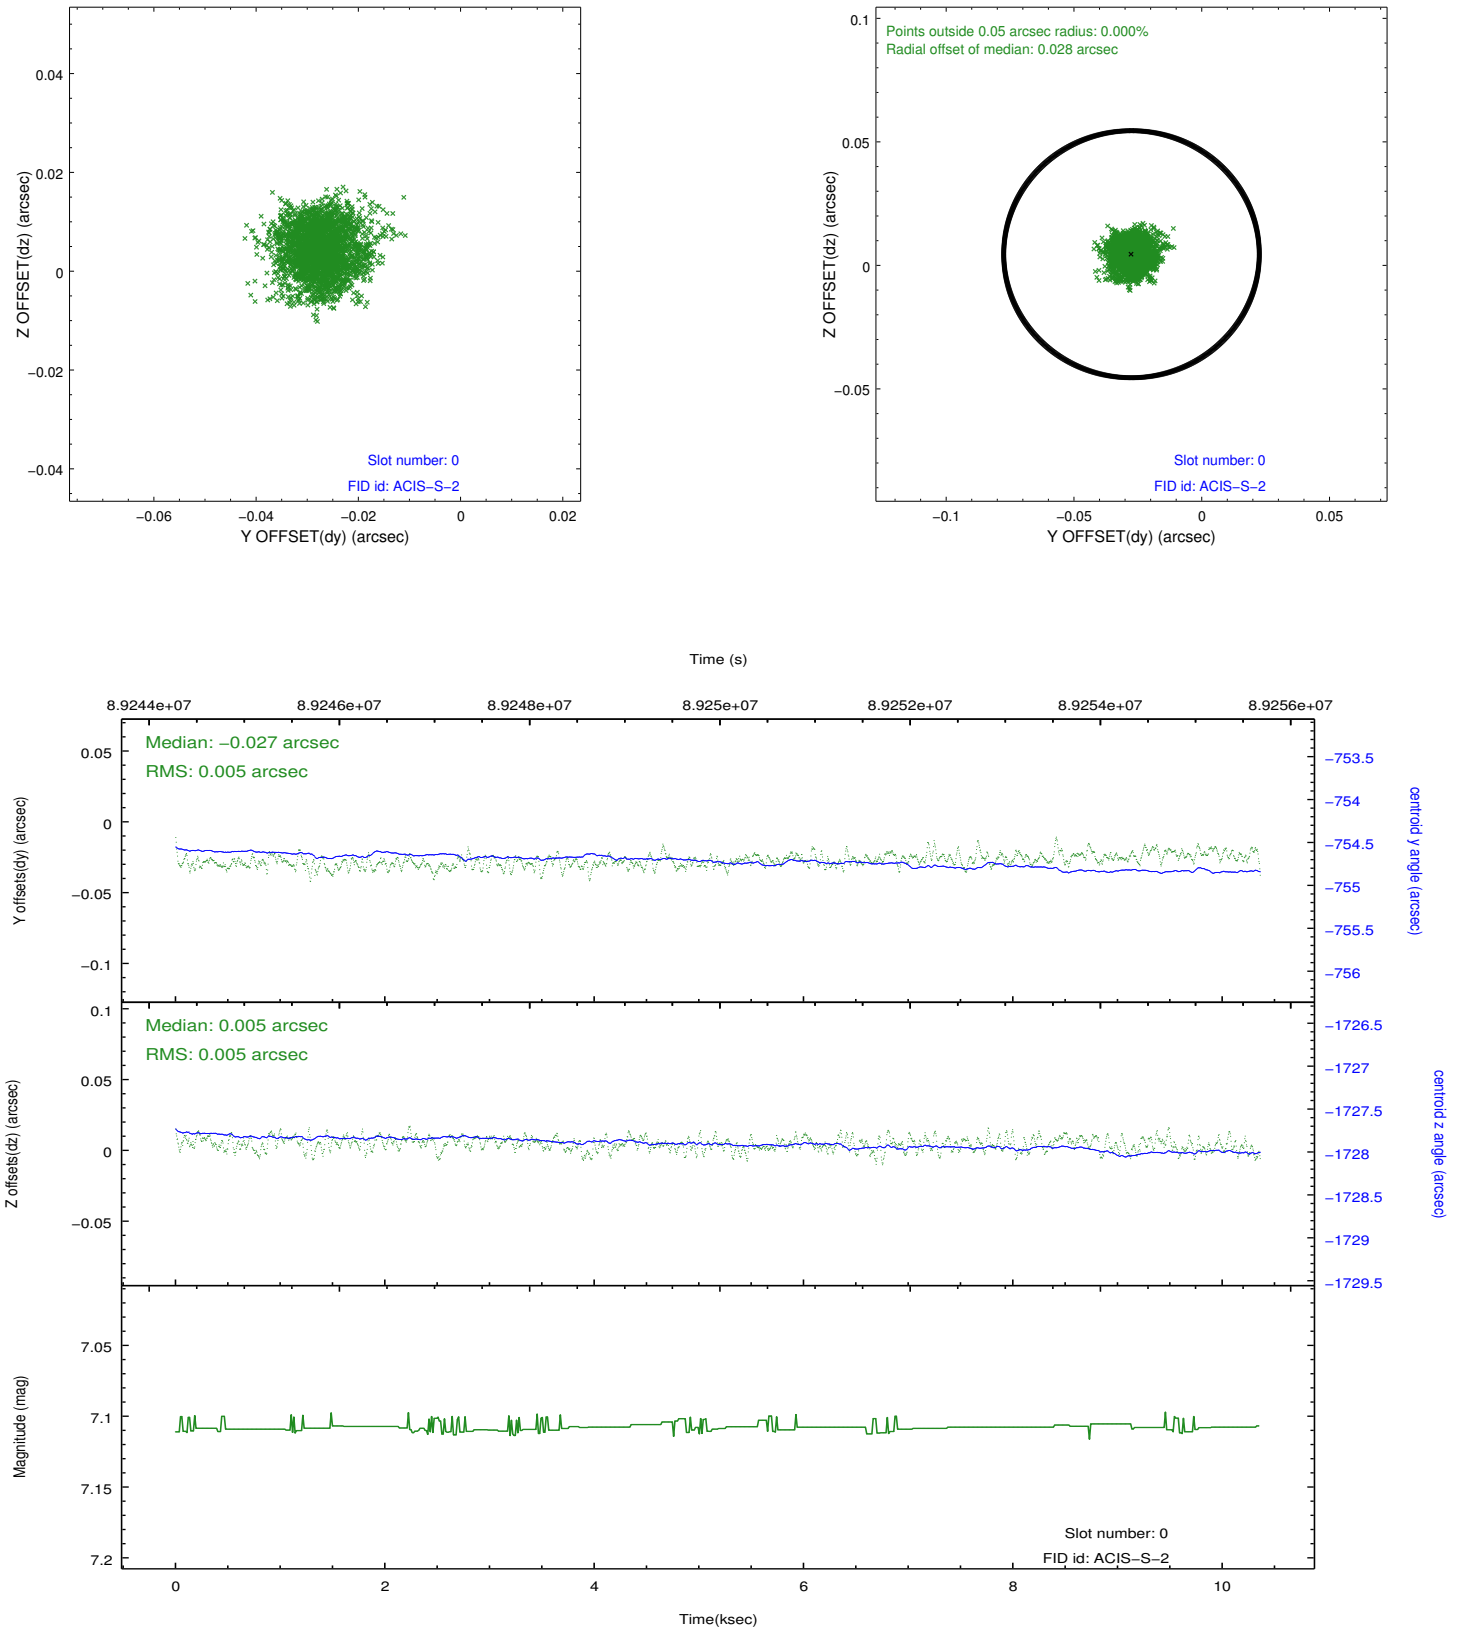 0.04
0.02
0
−0.02
−0.04
Z OFFSET(dz) (arcsec)
Slot number: 0
FID id: ACIS−S−2
−0.06
−0.04
−0.02
0
0.02
Y OFFSET(dy) (arcsec)
0.1
0.05
0
−0.05
Z OFFSET(dz) (arcsec)
Points outside 0.05 arcsec radius: 0.000%
Radial offset of median: 0.028 arcsec
Slot number: 0
FID id: ACIS−S−2
−0.1
−0.05
0
0.05
Y OFFSET(dy) (arcsec)
Time (s)
8.9244e+07
8.9246e+07
8.9248e+07
8.925e+07
8.9252e+07
8.9254e+07
8.9256e+07
Median: −0.027 arcsec
RMS: 0.005 arcsec
0.05
0
−0.05
−0.1
Y offsets(dy) (arcsec)
−753.5
−754
−754.5
−755
−755.5
−756
centroid y angle (arcsec)
Median: 0.005 arcsec
RMS: 0.005 arcsec
0.1
0.05
0
−0.05
Z offsets(dz) (arcsec)
−1726.5
−1727
−1727.5
−1728
−1728.5
−1729
−1729.5
centroid z angle (arcsec)
7.05
7.1
7.15
7.2
Magnitude (mag)
Slot number: 0
FID id: ACIS−S−2
0
2
4
6
8
10
Time(ksec)